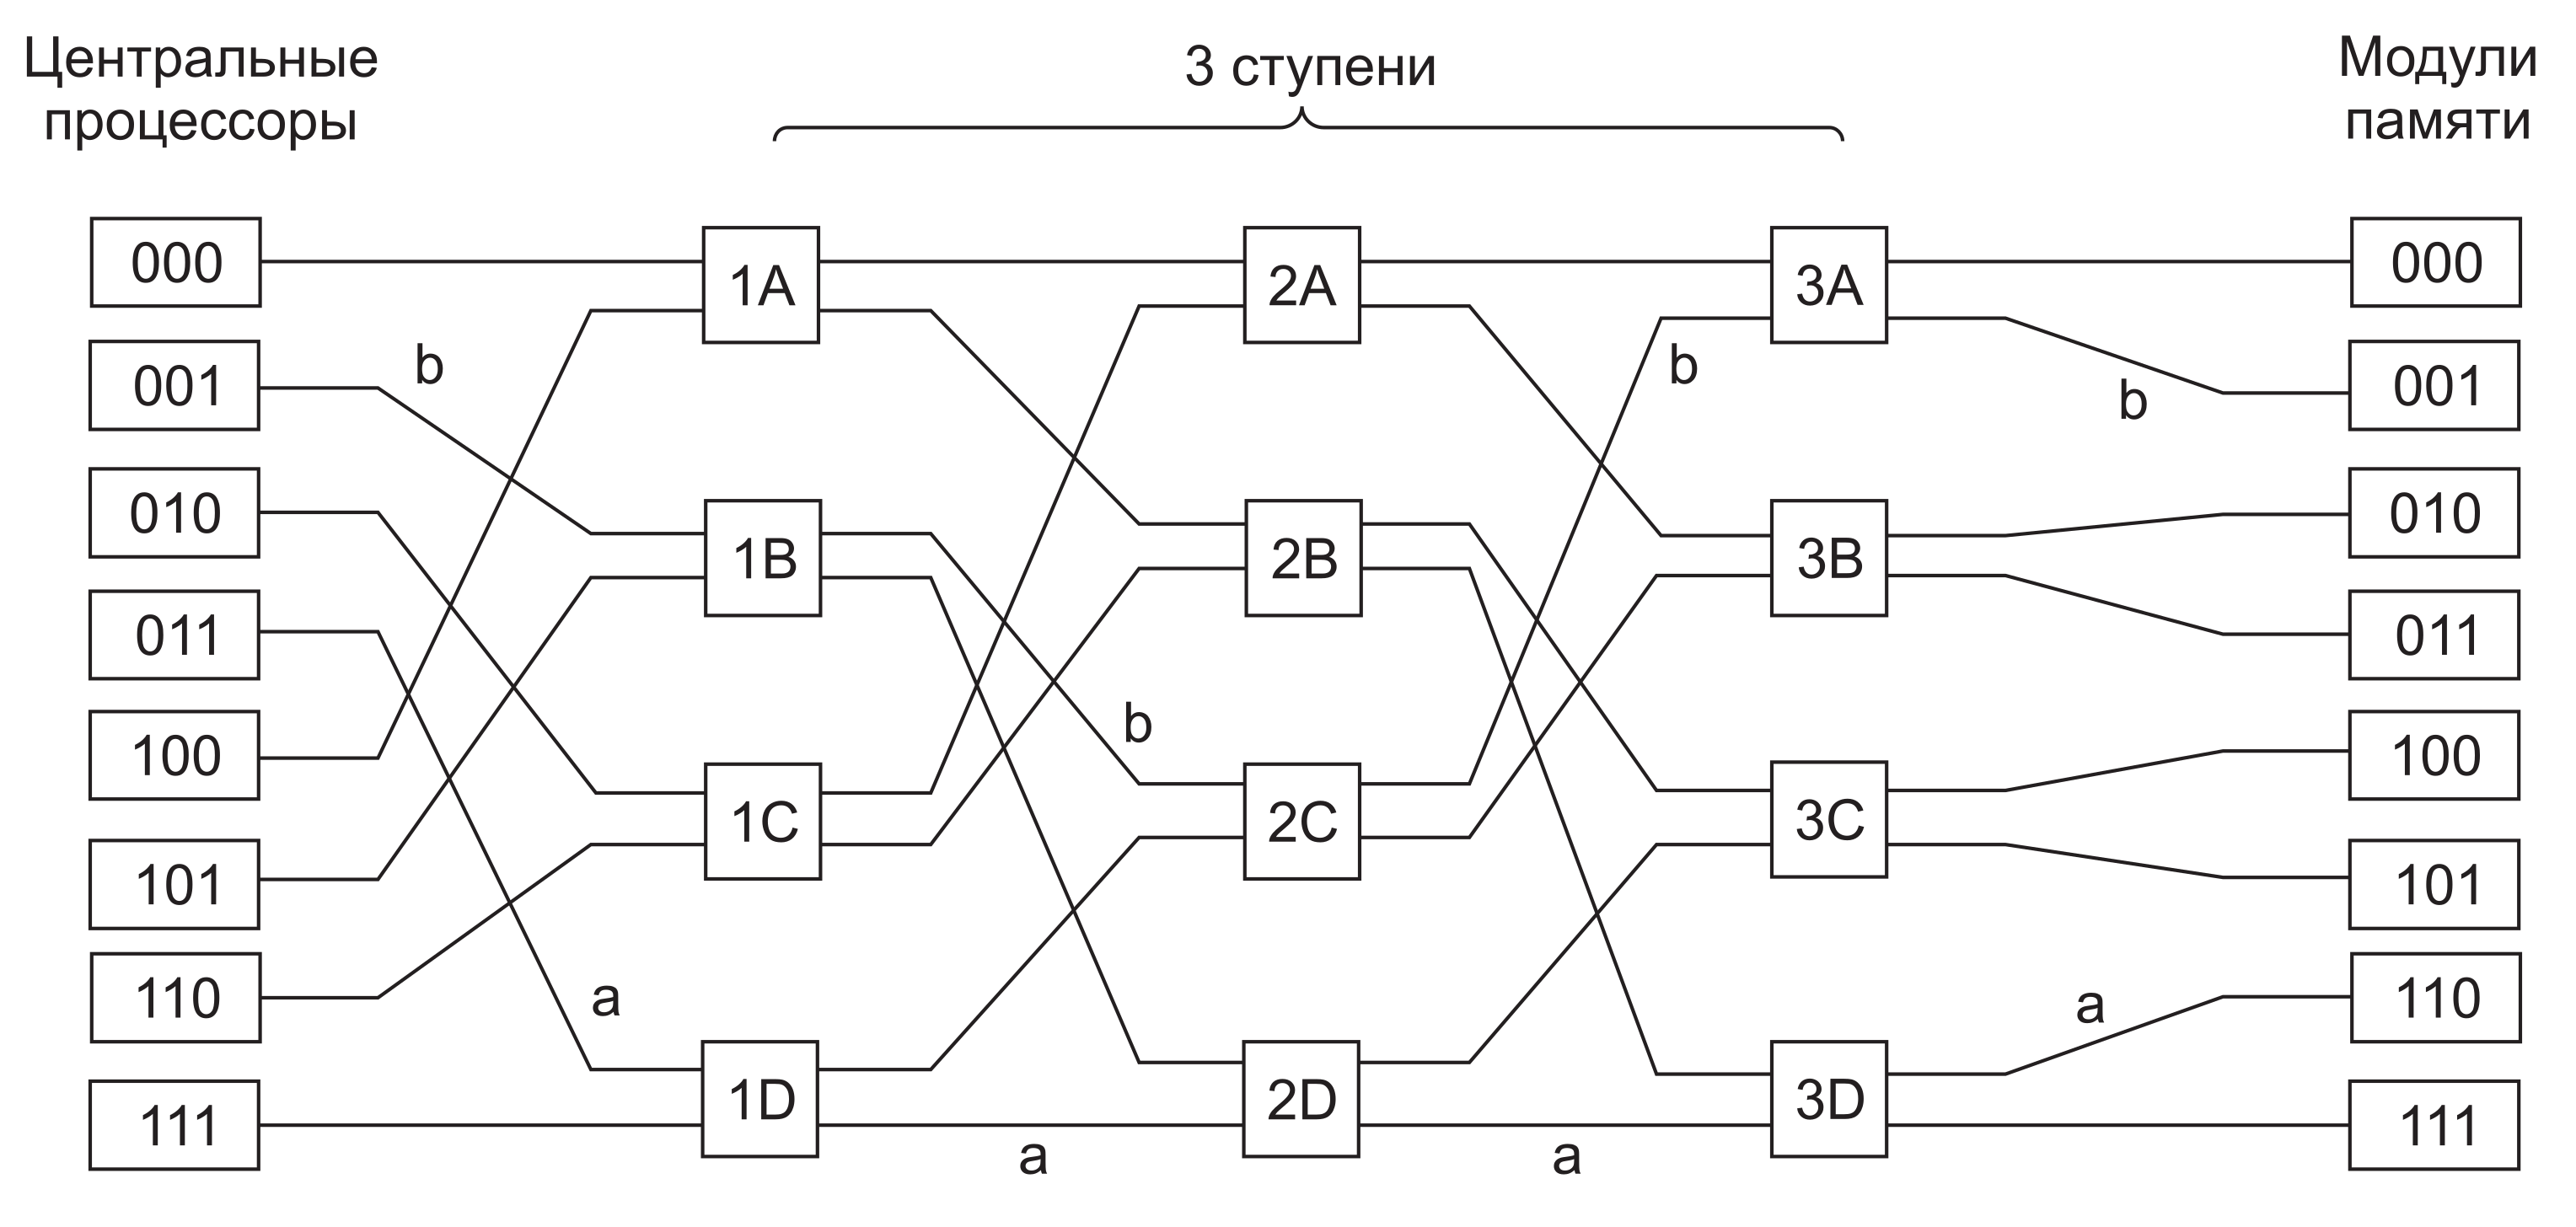 Центральные
процессоры
3 ступени
Модули
памяти
000 1A 2A 3A 000
001 b b b 001
010 1B 2B 3B 010
011 011
100 b 100
101 1C 2C 3C 101
110 a a 110
111 1D 2D 3D 111
a a